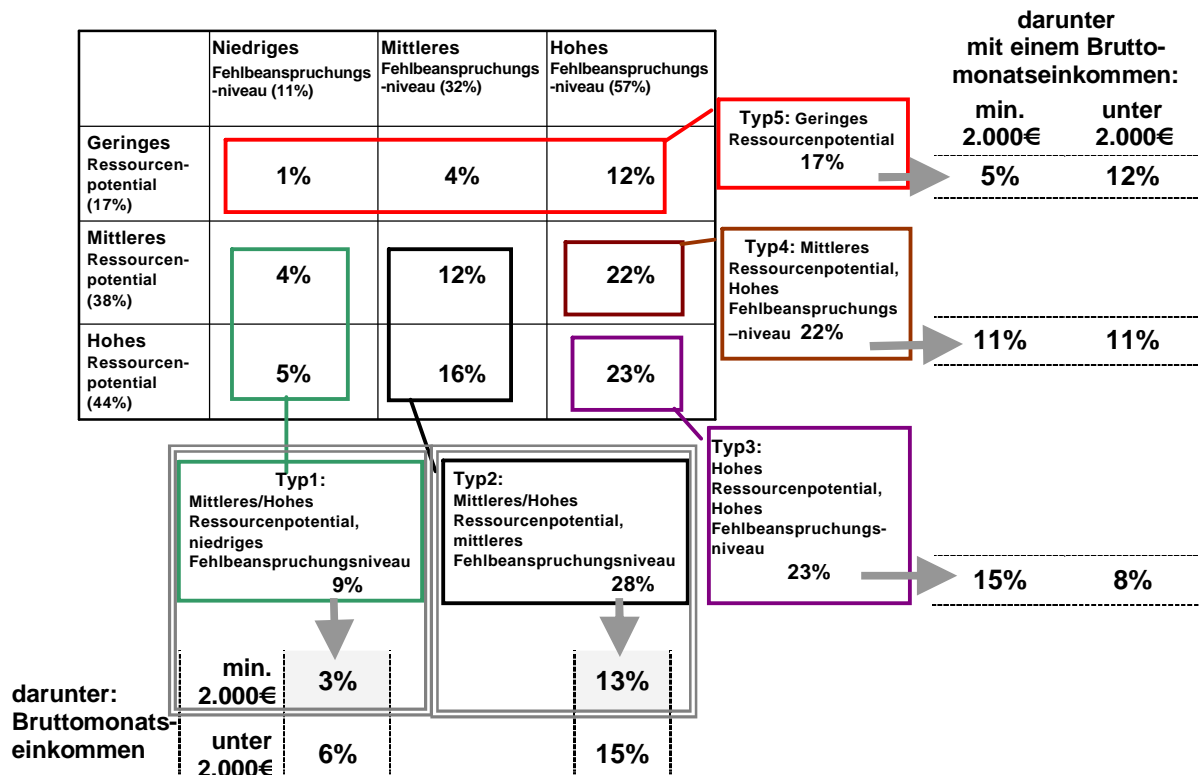 darunter
mit einem Brutto-
monatseinkommen:
min.
2.000€
unter
2.000€
Niedriges
Fehlbeanspruchungs
-niveau (11%)
Mittleres
Fehlbeanspruchungs
-niveau (32%)
Hohes
Fehlbeanspruchungs
-niveau (57%)
Geringes
Ressourcen-
potential
(17%)
1%
4%
12%
Typ5: Geringes
Ressourcenpotential
17%
5%
12%
Mittleres
Ressourcen-
potential
(38%)
4%
12%
22%
Typ4: Mittleres
Ressourcenpotential,
Hohes
Fehlbeanspruchungs
–niveau 22%
11%
11%
Hohes
Ressourcen-
potential
(44%)
5%
16%
23%
Typ3:
Hohes
Ressourcenpotential,
Hohes
Fehlbeanspruchungs-
niveau
23%
15%
8%
Typ1:
Mittleres/Hohes
Ressourcenpotential,
niedriges
Fehlbeanspruchungsniveau
9%
Typ2:
Mittleres/Hohes
Ressourcenpotential,
mittleres
Fehlbeanspruchungsniveau
28%
darunter:
Bruttomonats-
einkommen
min.
2.000€
3%
13%
unter
2.000€
6%
15%